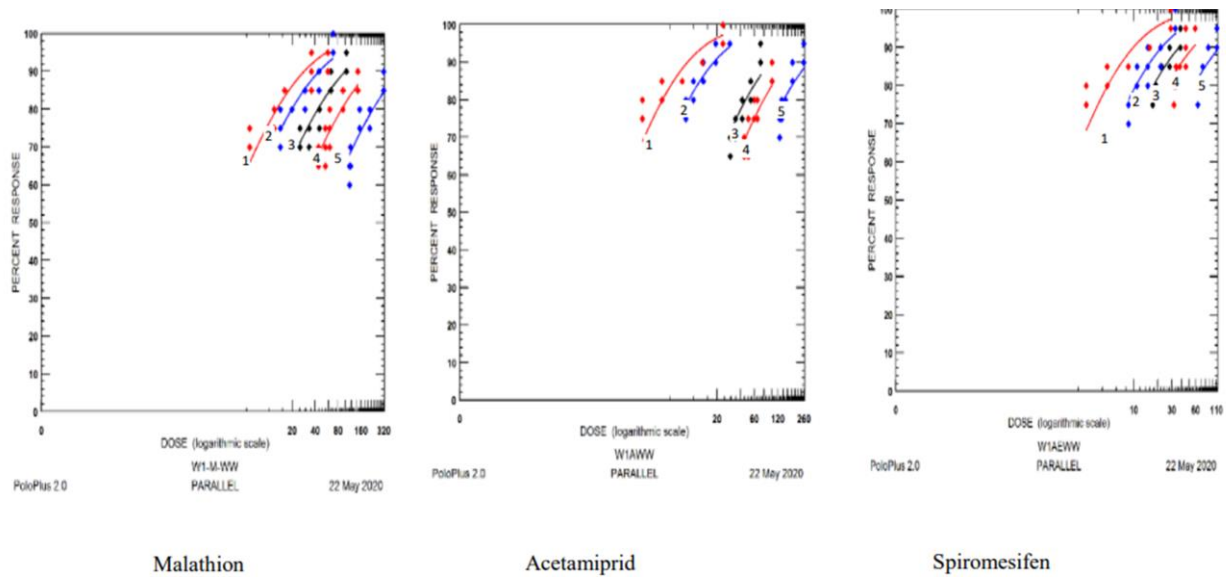 100
90
80
70
60
50
40
30
20
10
0
PERCENT RESPONSE
1
2
3
4
5
0 20 40 80 160 320
DOSE (logarithmic scale)
W1-M-WW
PoloPlus 2.0 PARALLEL 22 May 2020
Malathion
100
90
80
70
60
50
40
30
20
10
0
PERCENT RESPONSE
1
2
3
4
5
0 20 60 120 260
DOSE (logarithmic scale)
W1AWW
PoloPlus 2.0 PARALLEL 22 May 2020
Acetamiprid
100
90
80
70
60
50
40
30
20
10
0
PERCENT RESPONSE
1
2
3
4
5
0 10 30 60 110
DOSE (logarithmic scale)
W1AEWW
PoloPlus 2.0 PARALLEL 22 May 2020
Spiromesifen